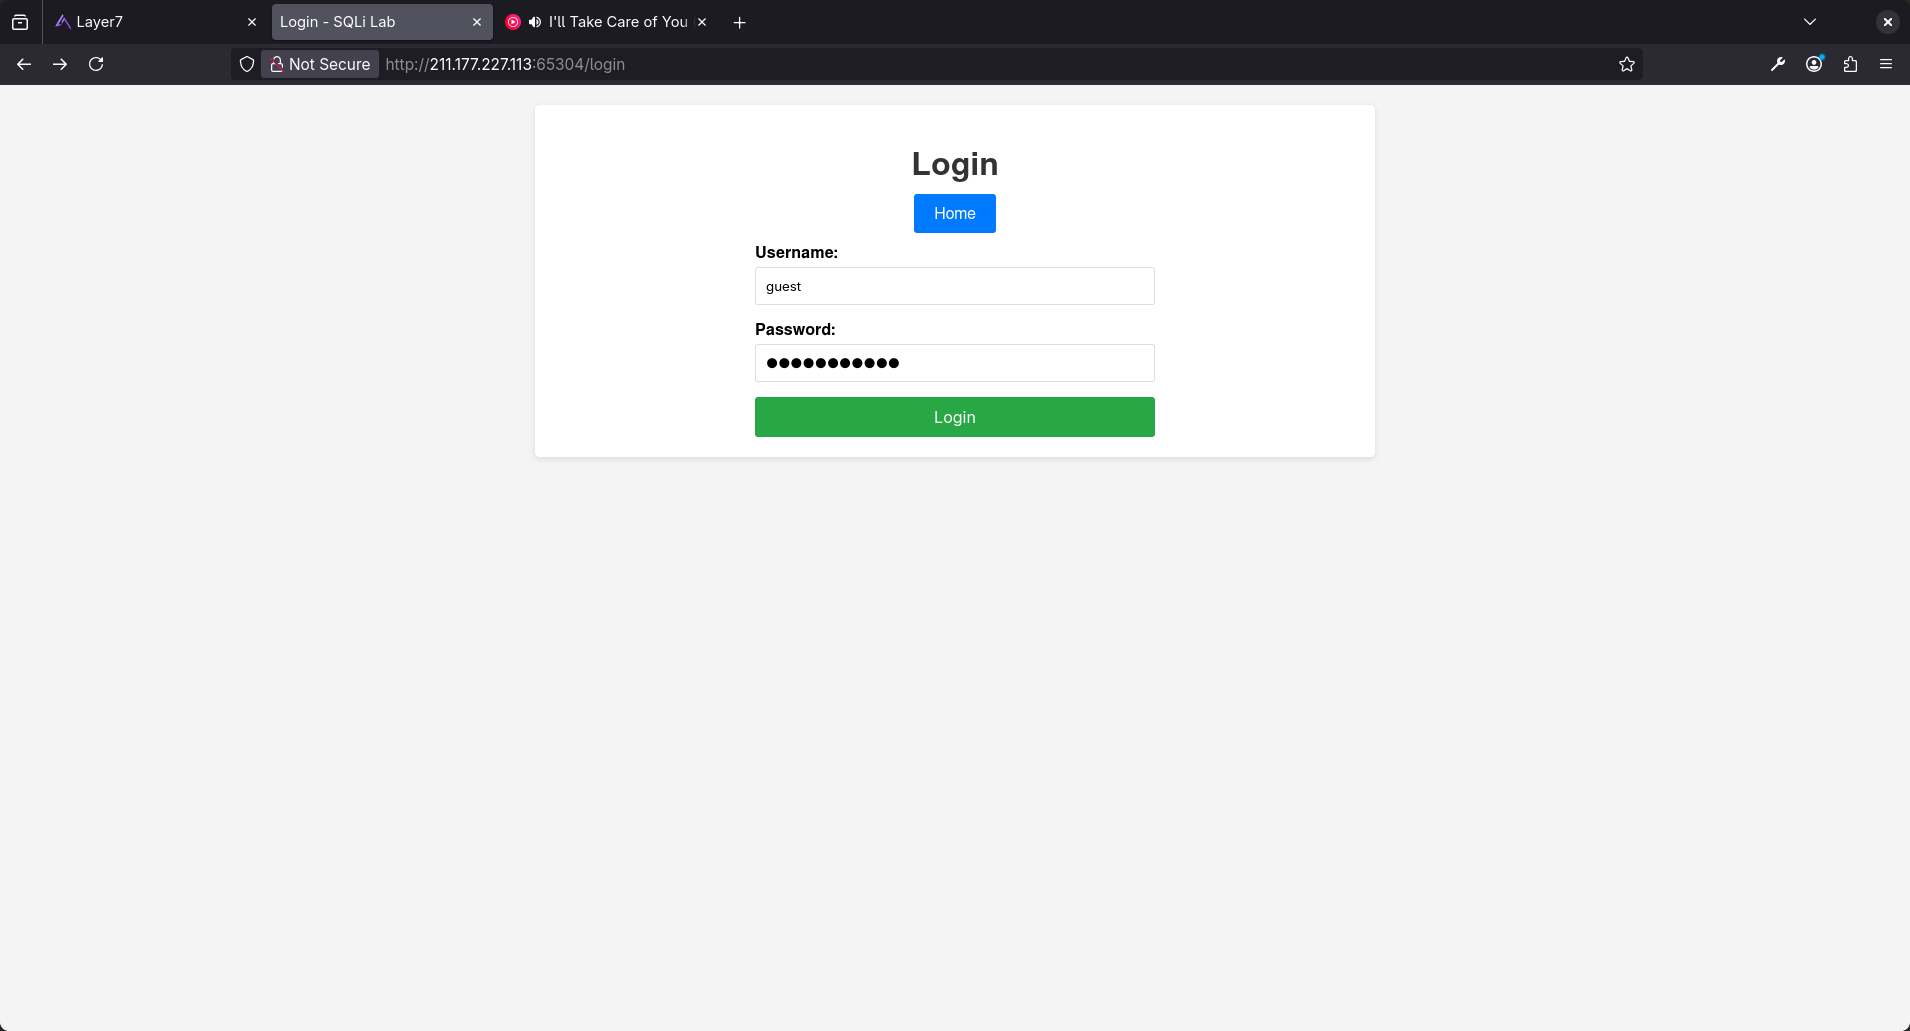 Layer7
Login - SQLi Lab
I'll Take Care of You
Not Secure
http://211.177.227.113:65304/login
Login
Home
Username:
guest
Password:
●●●●●●●●●●●
Login